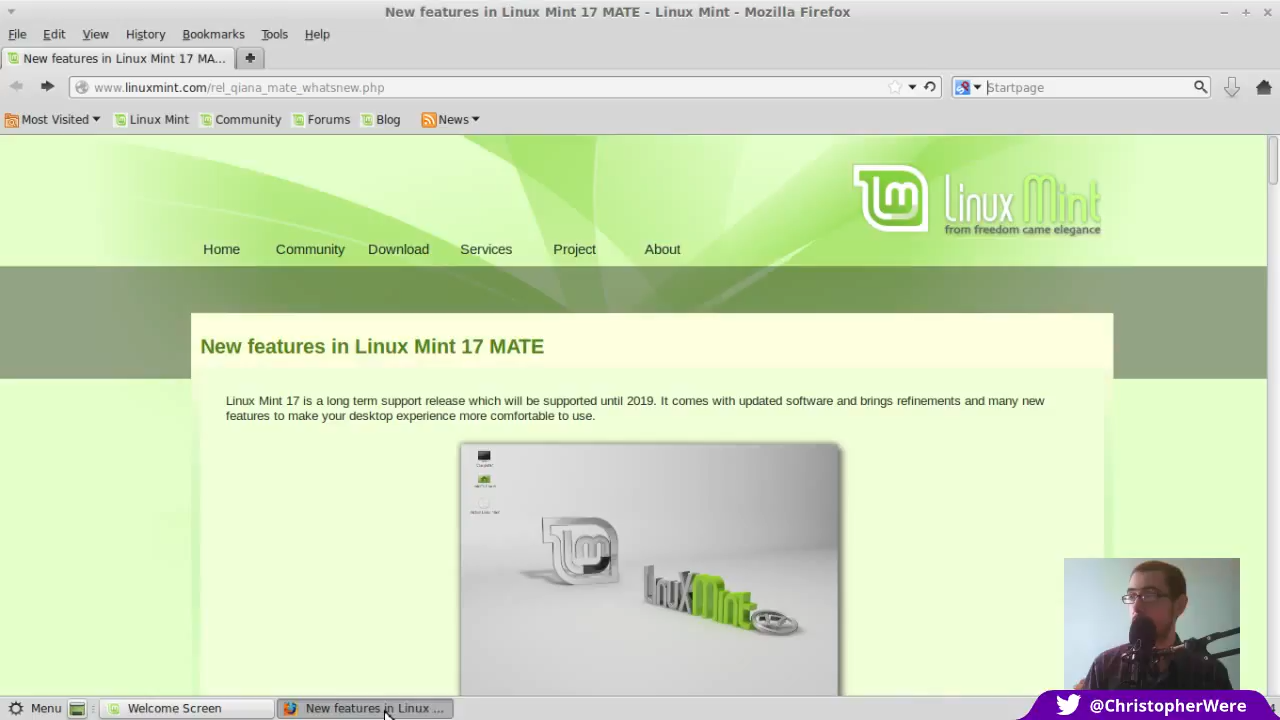 New features in Linux Mint 17 MATE - Linux Mint - Mozilla Firefox
File Edit View History Bookmarks Tools Help
New features in Linux Mint 17 MA...
www.linuxmint.com/rel_qiana_mate_whatsnew.php
Startpage
Most Visited Linux Mint Community Forums Blog News
Linux Mint
from freedom came elegance
Home Community Download Services Project About
New features in Linux Mint 17 MATE
Linux Mint 17 is a long term support release which will be supported until 2019. It comes with updated software and brings refinements and many new
features to make your desktop experience more comfortable to use.
LinuxMint
Menu Welcome Screen New features in Linux ...
@ChristopherWere